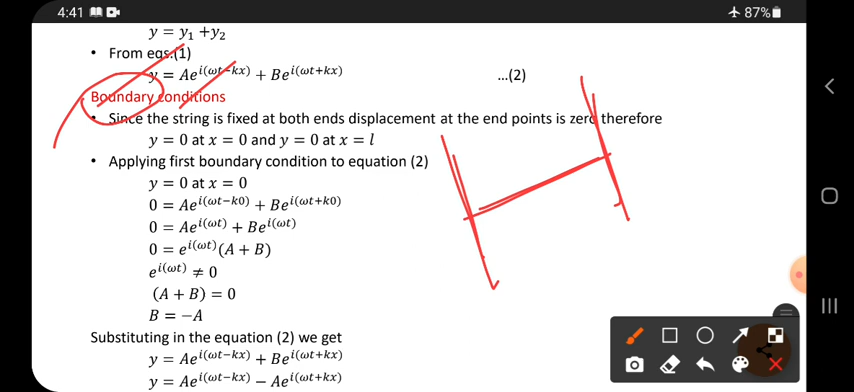 4:41 87%
y = y₁ +y₂
• From eqs.(1)
y = Ae^{i(ωt−kx)} + Be^{i(ωt+kx)} ...(2)
Boundary conditions
• Since the string is fixed at both ends displacement at the end points is zero therefore
y = 0 at x = 0 and y = 0 at x = l
• Applying first boundary condition to equation (2)
y = 0 at x = 0
0 = Ae^{i(ωt−k0)} + Be^{i(ωt+k0)}
0 = Ae^{i(ωt)} + Be^{i(ωt)}
0 = e^{i(ωt)}(A + B)
e^{i(ωt)} ≠ 0
(A + B) = 0
B = −A
Substituting in the equation (2) we get
y = Ae^{i(ωt−kx)} + Be^{i(ωt+kx)}
y = Ae^{i(ωt−kx)} − Ae^{i(ωt+kx)}